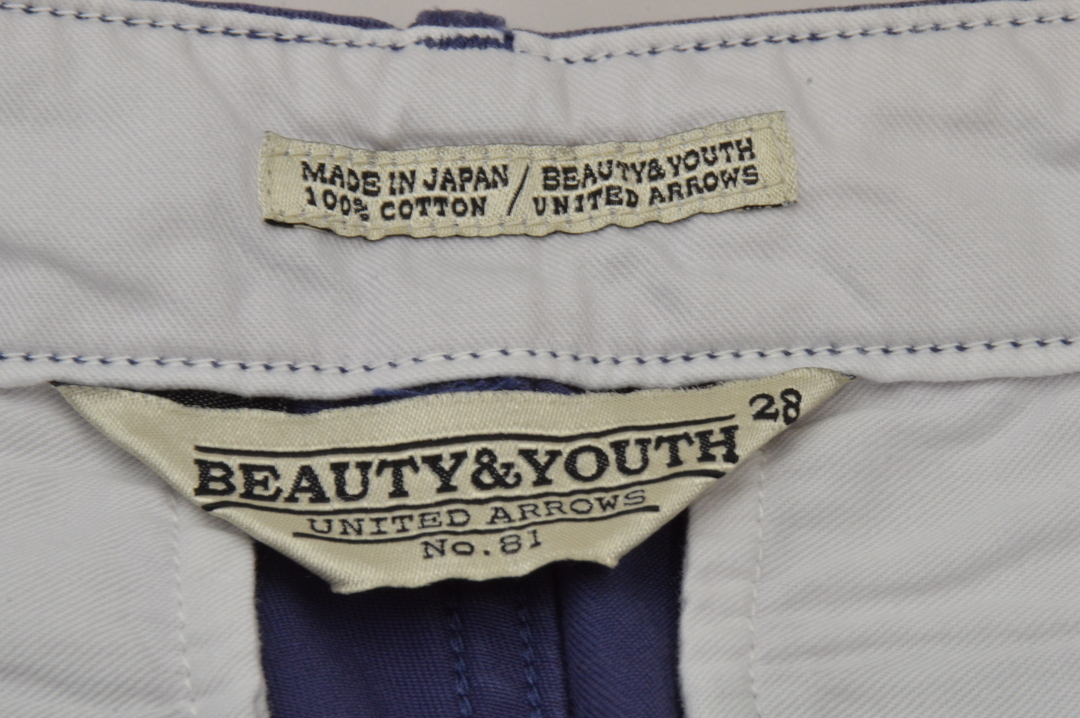 MADE IN JAPAN / BEAUTY&YOUTH
100% COTTON / UNITED ARROWS
28
BEAUTY&YOUTH
UNITED ARROWS
No.81